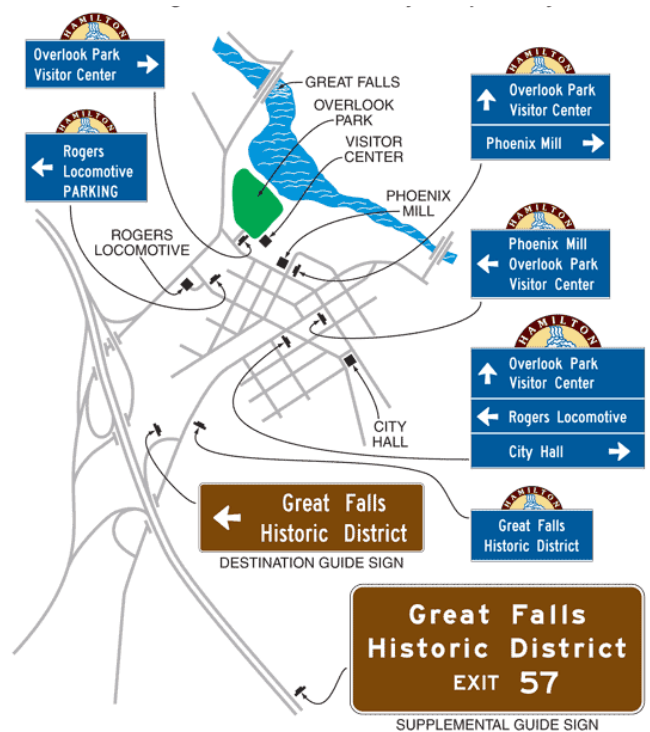 HAMILTON
Overlook Park
Visitor Center
HAMILTON
Rogers
Locomotive
PARKING
GREAT FALLS
OVERLOOK
PARK
VISITOR
CENTER
PHOENIX
MILL
ROGERS
LOCOMOTIVE
CITY
HALL
HAMILTON
Overlook Park
Visitor Center
Phoenix Mill
HAMILTON
Phoenix Mill
Overlook Park
Visitor Center
HAMILTON
Overlook Park
Visitor Center
Rogers Locomotive
City Hall
HAMILTON
Great Falls
Historic District
Great Falls
Historic District
DESTINATION GUIDE SIGN
Great Falls
Historic District
EXIT 57
SUPPLEMENTAL GUIDE SIGN